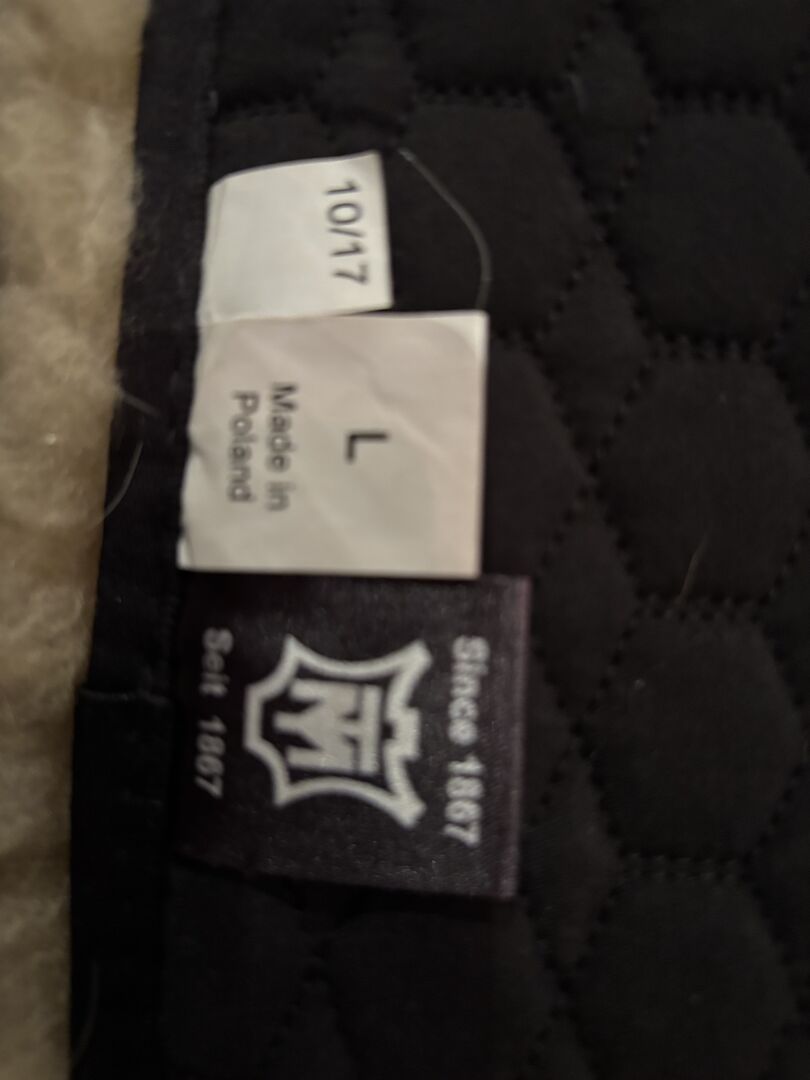 10/17
L
Made in
Poland
Since 1867
M
Seit 1867